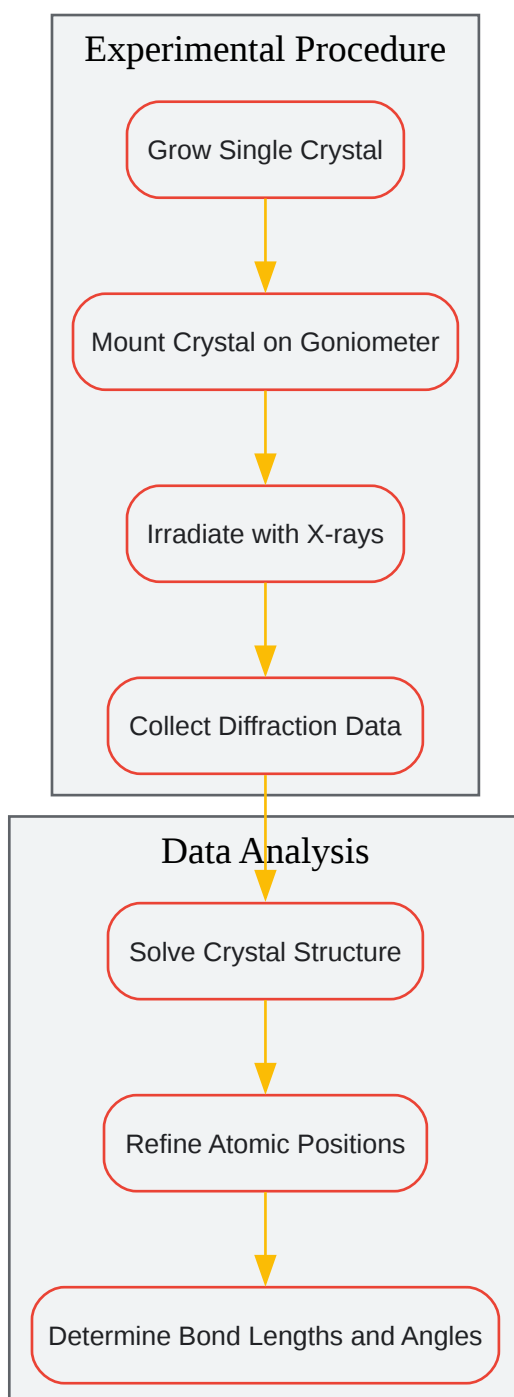 Experimental Procedure
Grow Single Crystal
Mount Crystal on Goniometer
Irradiate with X-rays
Collect Diffraction Data
Data Analysis
Solve Crystal Structure
Refine Atomic Positions
Determine Bond Lengths and Angles